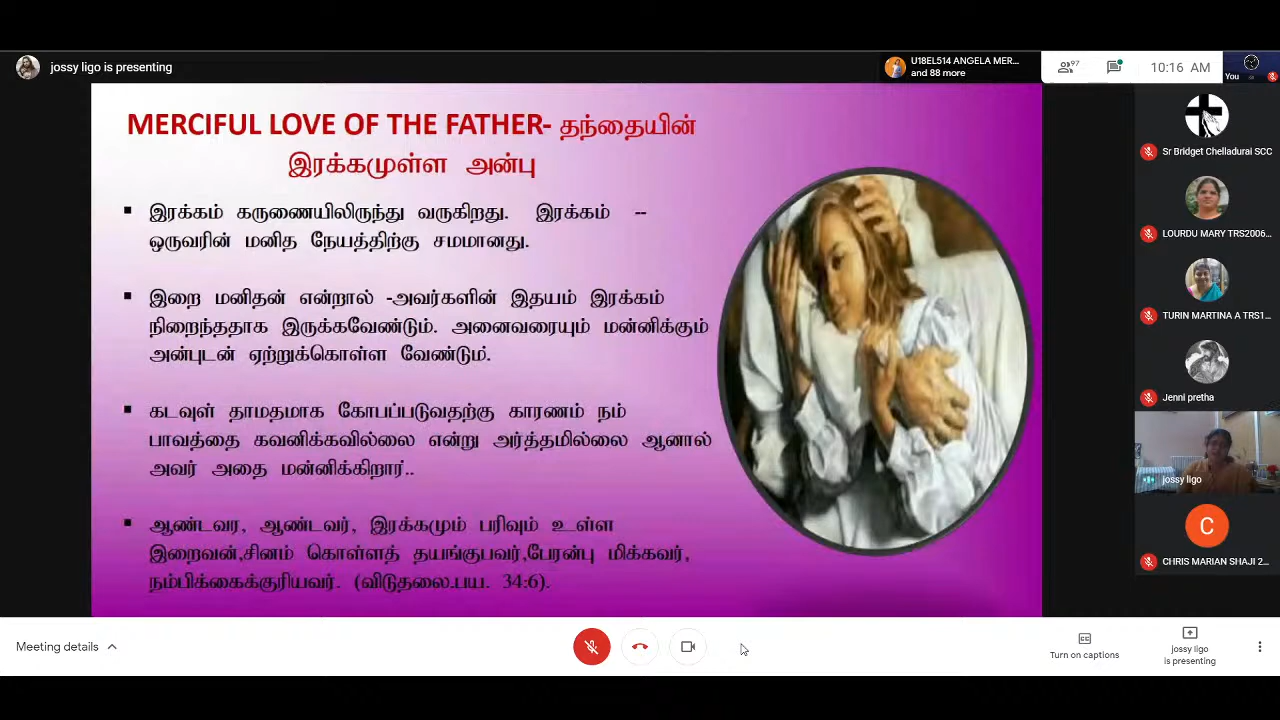 jossy ligo is presenting
U18EL514 ANGELA MER...
and 88 more
97
10:16 AM
You
MERCIFUL LOVE OF THE FATHER- தந்தையின்
இரக்கமுள்ள அன்பு
▪ இரக்கம் கருணையிலிருந்து வருகிறது. இரக்கம் --
ஒருவரின் மனித நேயத்திற்கு சமமானது.
▪ இறை மனிதன் என்றால் -அவர்களின் இதயம் இரக்கம்
நிறைந்ததாக இருக்கவேண்டும். அனைவரையும் மன்னிக்கும்
அன்புடன் ஏற்றுக்கொள்ள வேண்டும்.
▪ கடவுள் தாமதமாக கோபப்படுவதற்கு காரணம் நம்
பாவத்தை கவனிக்கவில்லை என்று அர்த்தமில்லை ஆனால்
அவர் அதை மன்னிக்கிறார்..
▪ ஆண்டவர, ஆண்டவர், இரக்கமும் பரிவும் உள்ள
இறைவன்,சினம் கொள்ளத் தயங்குபவர்,பேரன்பு மிக்கவர்,
நம்பிக்கைக்குரியவர். (விடுதலை.பய. 34:6).
Sr Bridget Chelladurai SCC
LOURDU MARY TRS2006...
TURIN MARTINA A TRS1...
Jenni pretha
jossy ligo
C
CHRIS MARIAN SHAJI 2...
Meeting details
Turn on captions
jossy ligo
is presenting